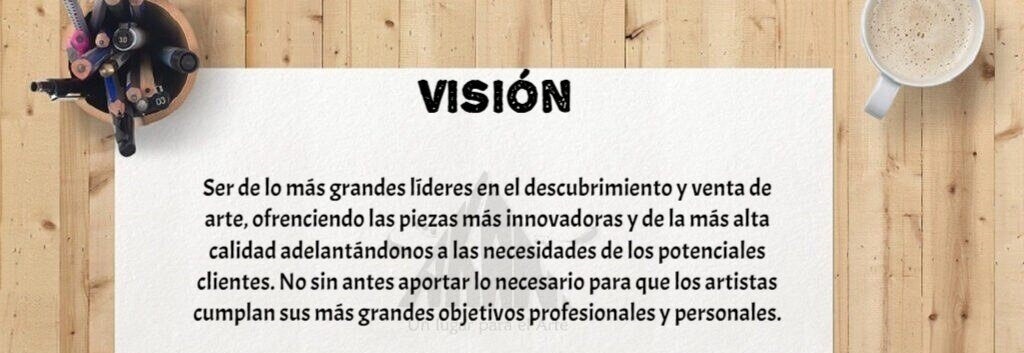 VISIÓN
Ser de lo más grandes líderes en el descubrimiento y venta de
arte, ofrenciendo las piezas más innovadoras y de la más alta
calidad adelantándonos a las necesidades de los potenciales
clientes. No sin antes aportar lo necesario para que los artistas
cumplan sus más grandes objetivos profesionales y personales.
Un lugar para el Arte